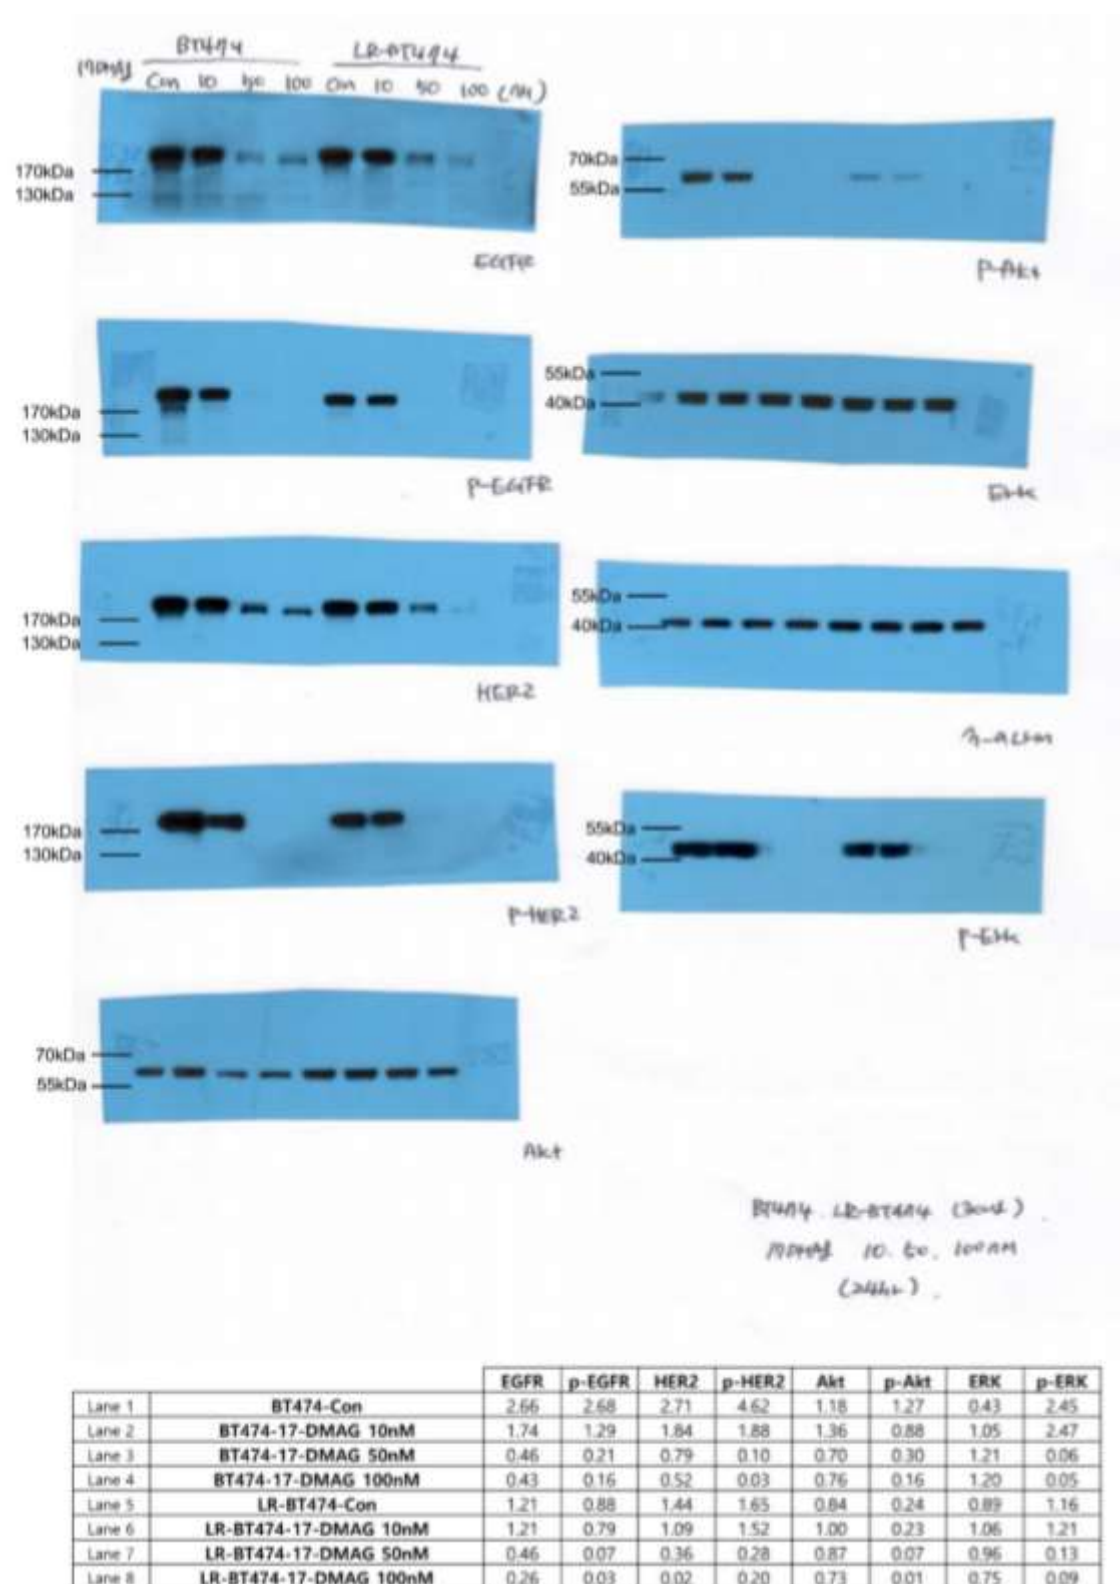 BT474 LR-BT474
17DMAG Con 10 50 100 Con 10 50 100 (nM)
170kDa
130kDa
EGFR
70kDa
55kDa
P-Akt
170kDa
130kDa
P-EGFR
55kDa
40kDa
Erk
170kDa
130kDa
HER2
55kDa
40kDa
β-actin
170kDa
130kDa
P-HER2
55kDa
40kDa
P-Erk
70kDa
55kDa
Akt
BT474. LR-BT474
17DMAG 10. 50. 100nM
(24hr).
EGFR p-EGFR HER2 p-HER2 Akt p-Akt ERK p-ERK
Lane 1 BT474-Con 2.66 2.68 2.71 4.62 1.18 1.27 0.43 2.45
Lane 2 BT474-17-DMAG 10nM 1.74 1.29 1.84 1.88 1.36 0.88 1.05 2.47
Lane 3 BT474-17-DMAG 50nM 0.46 0.21 0.79 0.10 0.70 0.30 1.21 0.06
Lane 4 BT474-17-DMAG 100nM 0.43 0.16 0.52 0.03 0.76 0.16 1.20 0.05
Lane 5 LR-BT474-Con 1.21 0.88 1.44 1.65 0.84 0.24 0.89 1.16
Lane 6 LR-BT474-17-DMAG 10nM 1.21 0.79 1.09 1.52 1.00 0.23 1.06 1.21
Lane 7 LR-BT474-17-DMAG 50nM 0.46 0.07 0.36 0.28 0.87 0.07 0.96 0.13
Lane 8 LR-BT474-17-DMAG 100nM 0.26 0.03 0.02 0.20 0.73 0.01 0.75 0.09